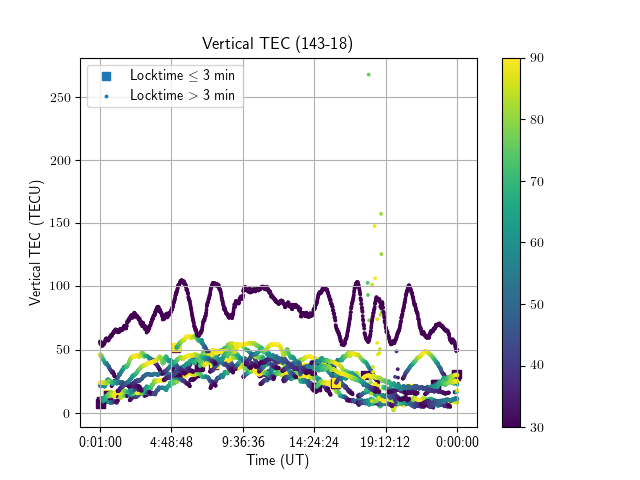 Vertical TEC (143-18)
Locktime ≤ 3 min
Locktime > 3 min
Vertical TEC (TECU)
250
200
150
100
50
0
0:01:00 4:48:48 9:36:36 14:24:24 19:12:12 0:00:00
Time (UT)
90
80
70
60
50
40
30